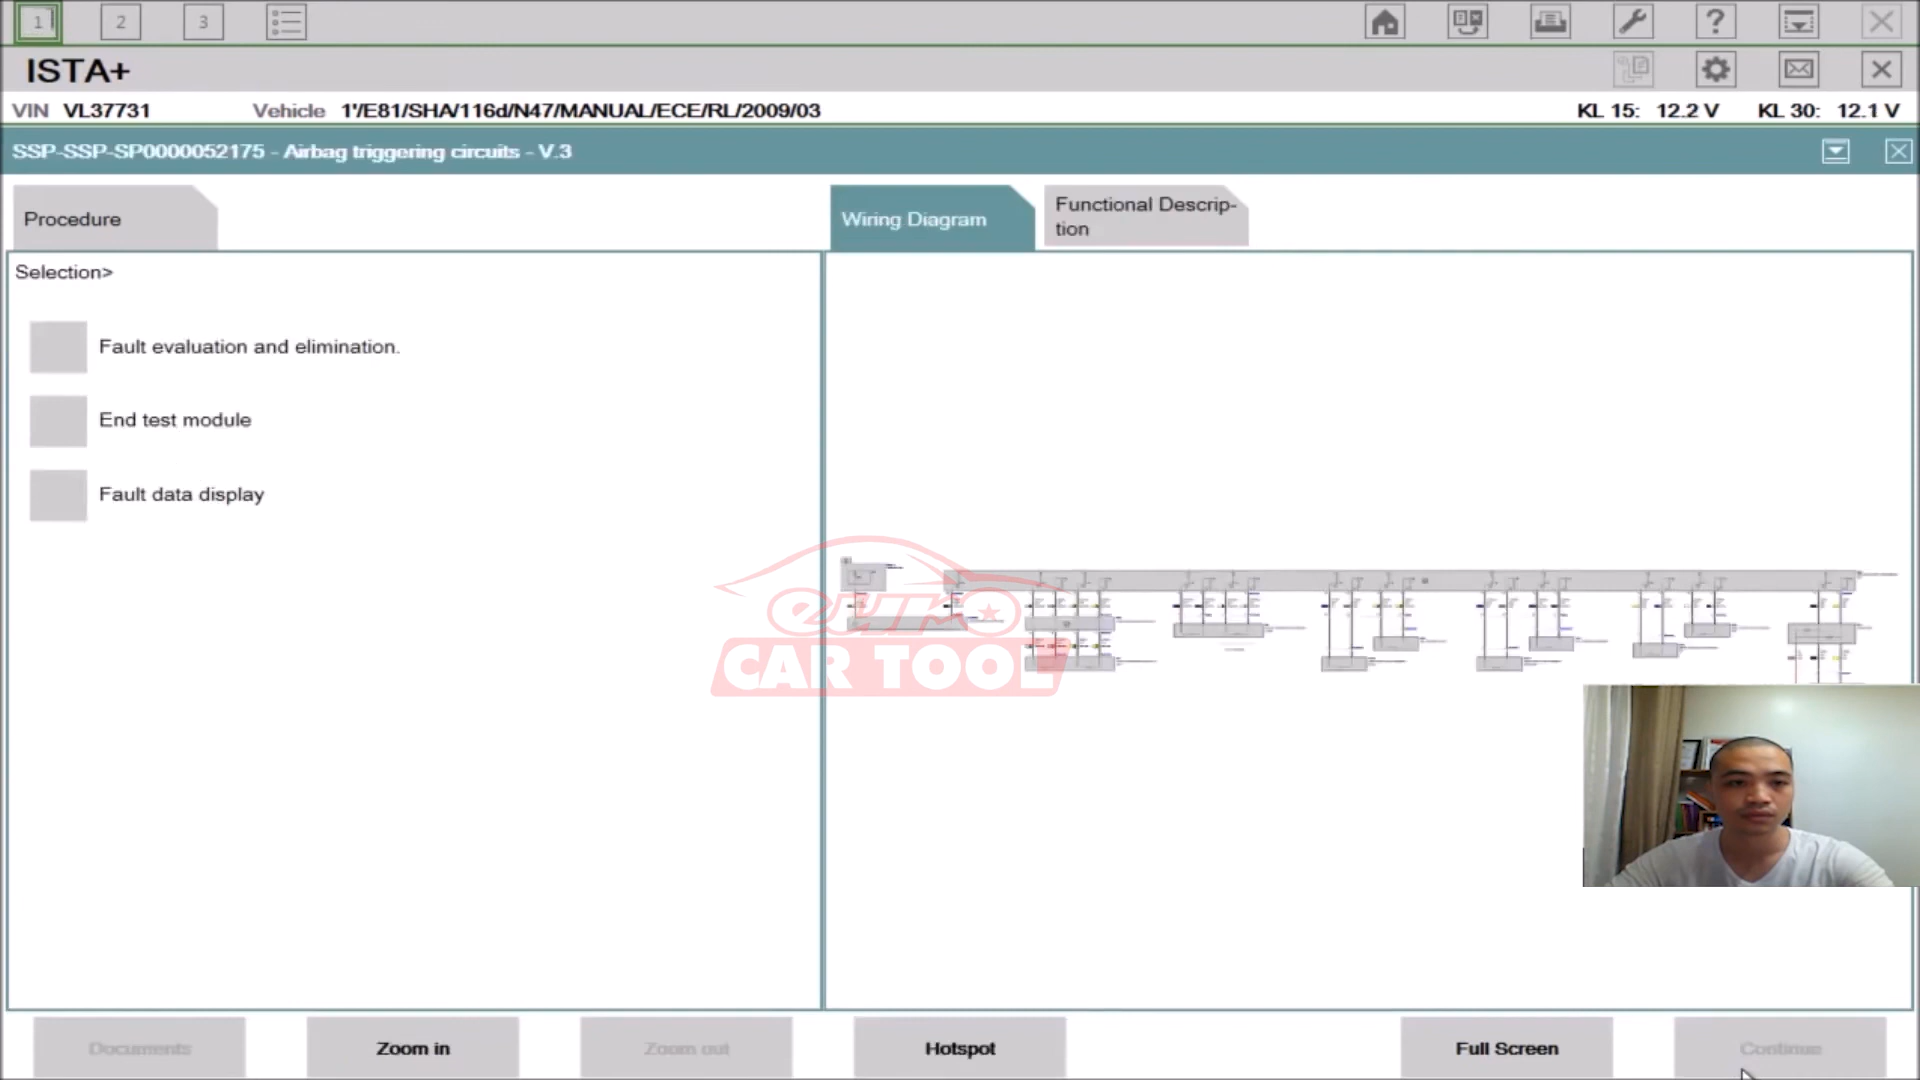 1
2
3
?
ISTA+
VIN VL37731 Vehicle 1'/E81/SHA/116d/N47/MANUAL/ECE/RL/2009/03 KL 15: 12.2 V KL 30: 12.1 V
SSP-SSP-SP0000052175 - Airbag triggering circuits - V.3
Procedure
Wiring Diagram
Functional Descrip-
tion
Selection>
Fault evaluation and elimination.
End test module
Fault data display
euro
CAR TOOL
Documents
Zoom in
Zoom out
Hotspot
Full Screen
Continue